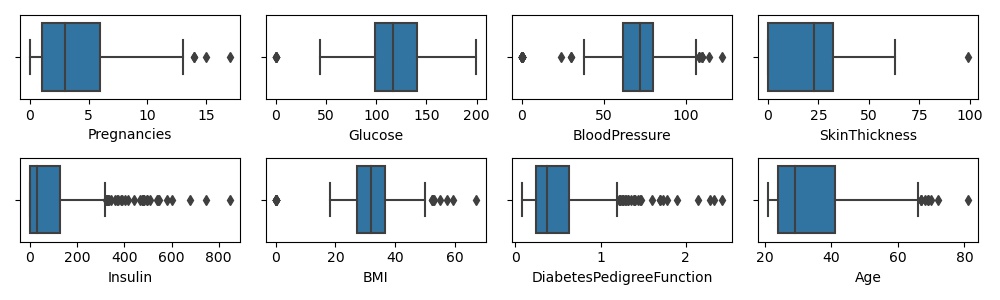 0 5 10 15
Pregnancies
0 50 100 150 200
Glucose
0 50 100
BloodPressure
0 25 50 75 100
SkinThickness
0 200 400 600 800
Insulin
0 20 40 60
BMI
0 1 2
DiabetesPedigreeFunction
20 40 60 80
Age